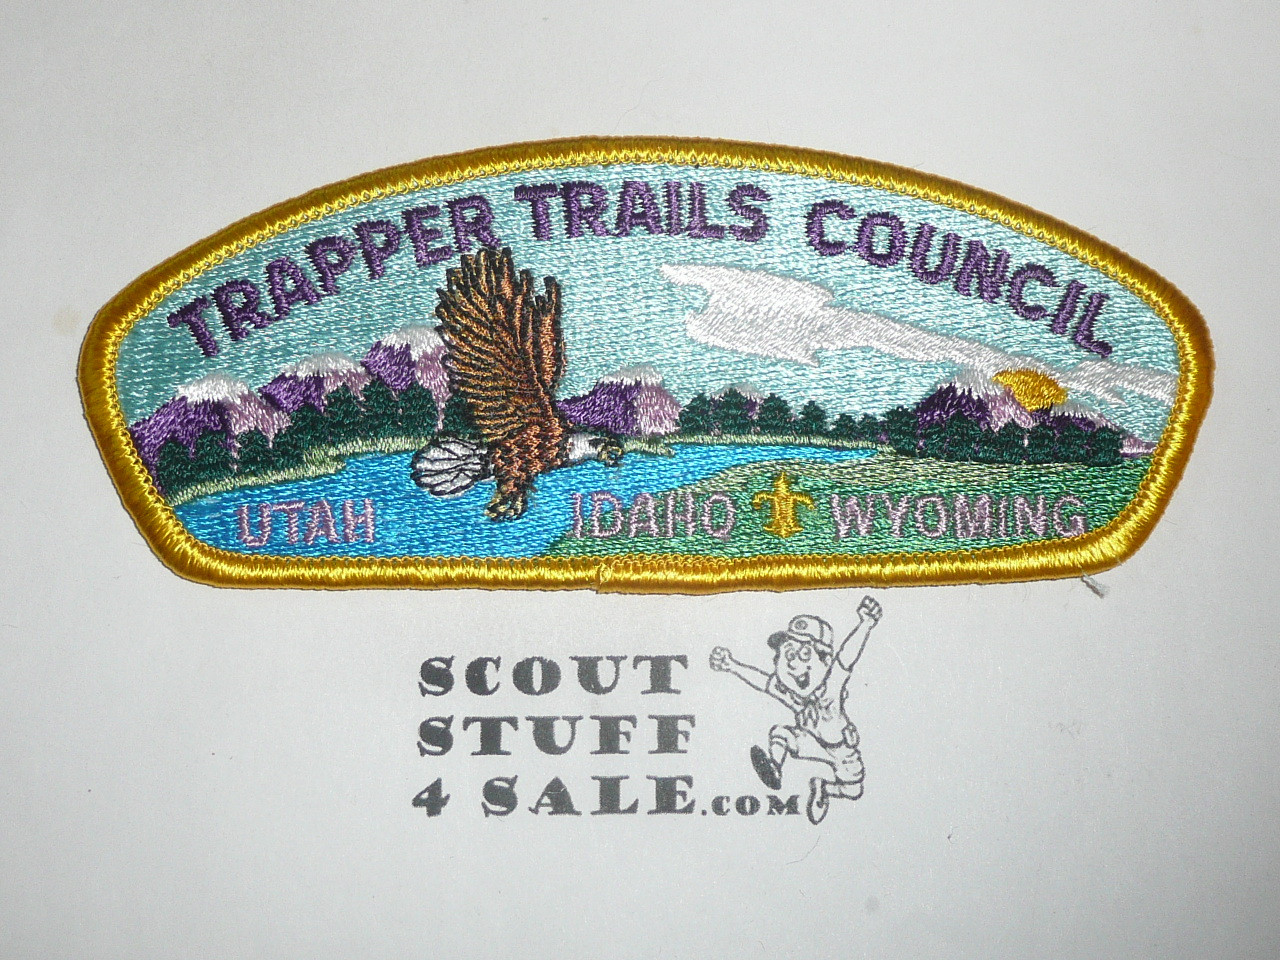 TRAPPER TRAILS COUNCIL
UTAH IDAHO WYOMING
SCOUT
STUFF
4 SALE.COM